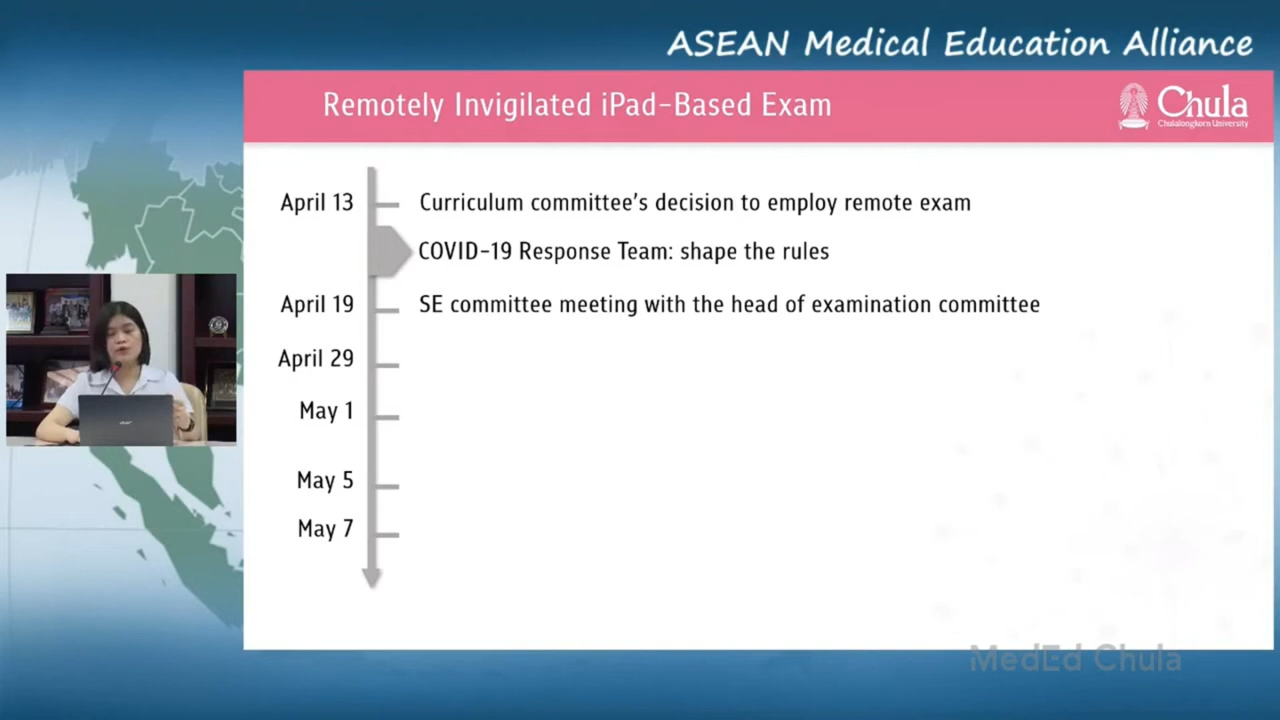 ASEAN Medical Education Alliance
Remotely Invigilated iPad-Based Exam
Chula
Chulalongkorn University
April 13 Curriculum committee's decision to employ remote exam
COVID-19 Response Team: shape the rules
April 19 SE committee meeting with the head of examination committee
April 29
May 1
May 5
May 7
acer
MedEd Chula